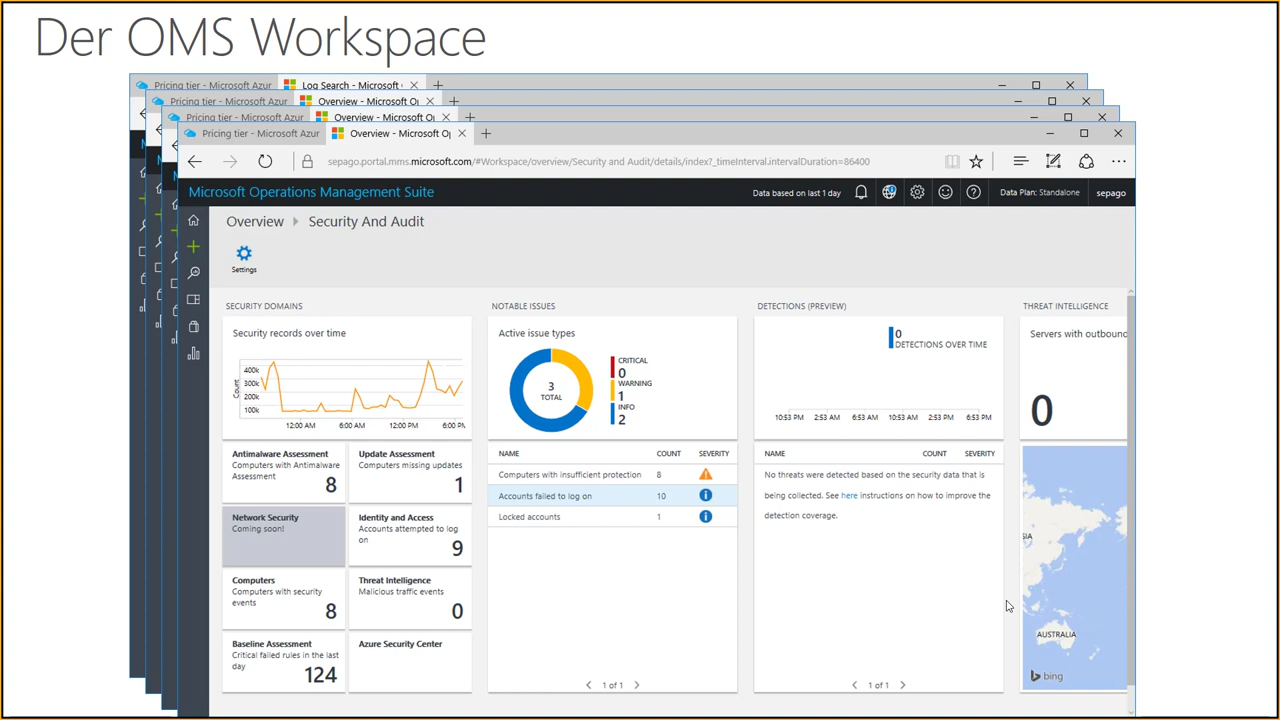 Der OMS Workspace
Pricing tier - Microsoft Azur
Log Search - Microsoft
Pricing tier - Microsoft Azur
Overview - Microsoft O
Pricing tier - Microsoft Azur
Overview - Microsoft O
Pricing tier - Microsoft Azur
Overview - Microsoft Op
sepago.portal.mms.microsoft.com/#Workspace/overview/Security and Audit/details/index?_timeInterval.intervalDuration=86400
Microsoft Operations Management Suite
Data based on last 1 day
Data Plan: Standalone
sepago
Overview
Security And Audit
Settings
SECURITY DOMAINS
Security records over time
Count
400k
300k
200k
100k
12:00 AM 6:00 AM 12:00 PM 6:00 P
Antimalware Assessment
Computers with Antimalware
Assessment
8
Update Assessment
Computers missing updates
1
Network Security
Coming soon!
Identity and Access
Accounts attempted to log
on
9
Computers
Computers with security
events
8
Threat Intelligence
Malicious traffic events
0
Baseline Assessment
Critical failed rules in the last
day
124
Azure Security Center
NOTABLE ISSUES
Active issue types
3
TOTAL
CRITICAL
0
WARNING
1
INFO
2
NAME COUNT SEVERITY
Computers with insufficient protection 8
Accounts failed to log on 10
Locked accounts 1
1 of 1
DETECTIONS (PREVIEW)
0
DETECTIONS OVER TIME
10:53 PM 2:53 AM 6:53 AM 10:53 AM 2:53 PM 6:53 PM
NAME COUNT SEVERITY
No threats were detected based on the security data that is
being collected. See here instructions on how to improve the
detection coverage.
1 of 1
THREAT INTELLIGENCE
Servers with outbound
0
AUSTRALIA
bing